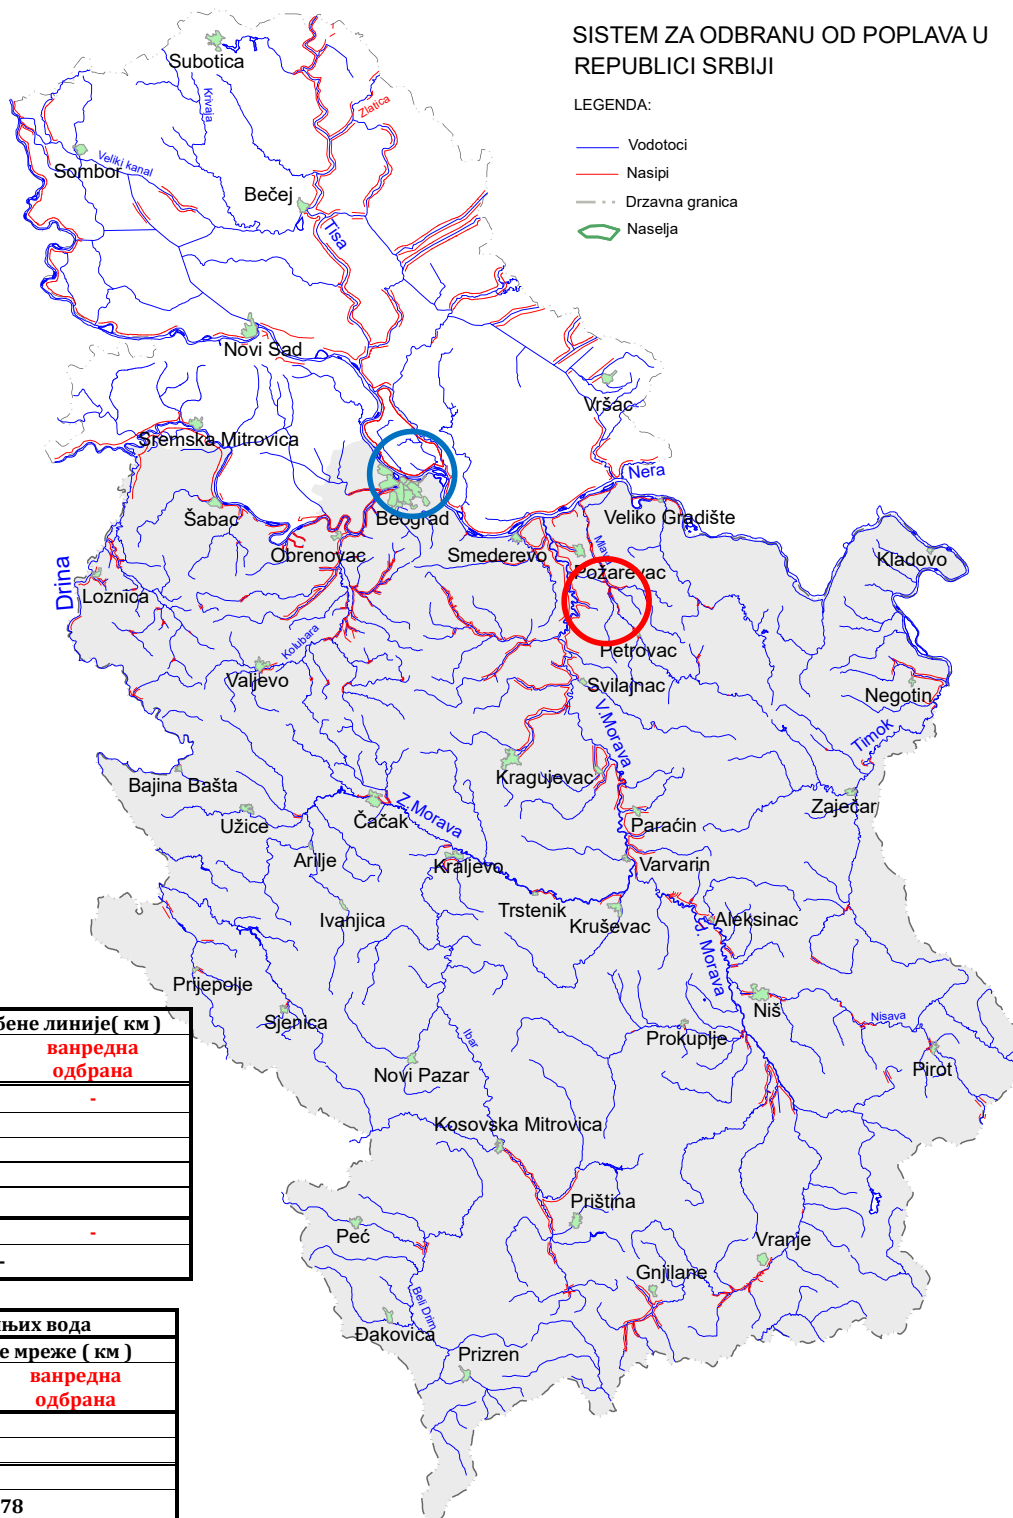 SISTEM ZA ODBRANU OD POPLAVA U
REPUBLICI SRBIJI
LEGENDA:
Vodotoci
Nasipi
Drzavna granica
Naselja
Subotica
Krivaja
Zlatica
Sombor
Veliki kanal
Bečej
Tisa
Novi Sad
Vršac
Sremska Mitrovica
Nera
Šabac
Beograd
Veliko Gradište
Obrenovac
Smederevo
Mlava
Kladovo
Drina
Požarevac
Loznica
Kolubara
Petrovac
Valjevo
Svilajnac
Negotin
V.Morava
Timok
Bajina Bašta
Kragujevac
Zaječar
Užice
Čačak
Z.Morava
Paraćin
Arilje
Kraljevo
Varvarin
Ivanjica
Trstenik
Kruševac
Aleksinac
J. Morava
Prijepolje
Sjenica
Niš
Nisava
Ibar
Prokuplje
Pirot
Novi Pazar
Kosovska Mitrovica
Priština
Peć
Vranje
Gnjilane
Beli Drim
Đakovica
Prizren
бене линије( км )
ванредна
одбрана
-
-
-
њих вода
е мреже ( км )
ванредна
одбрана
78